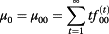 μ₀ = μ₀₀ = ∑_{t=1}^{∞} t f₀₀^{(t)}